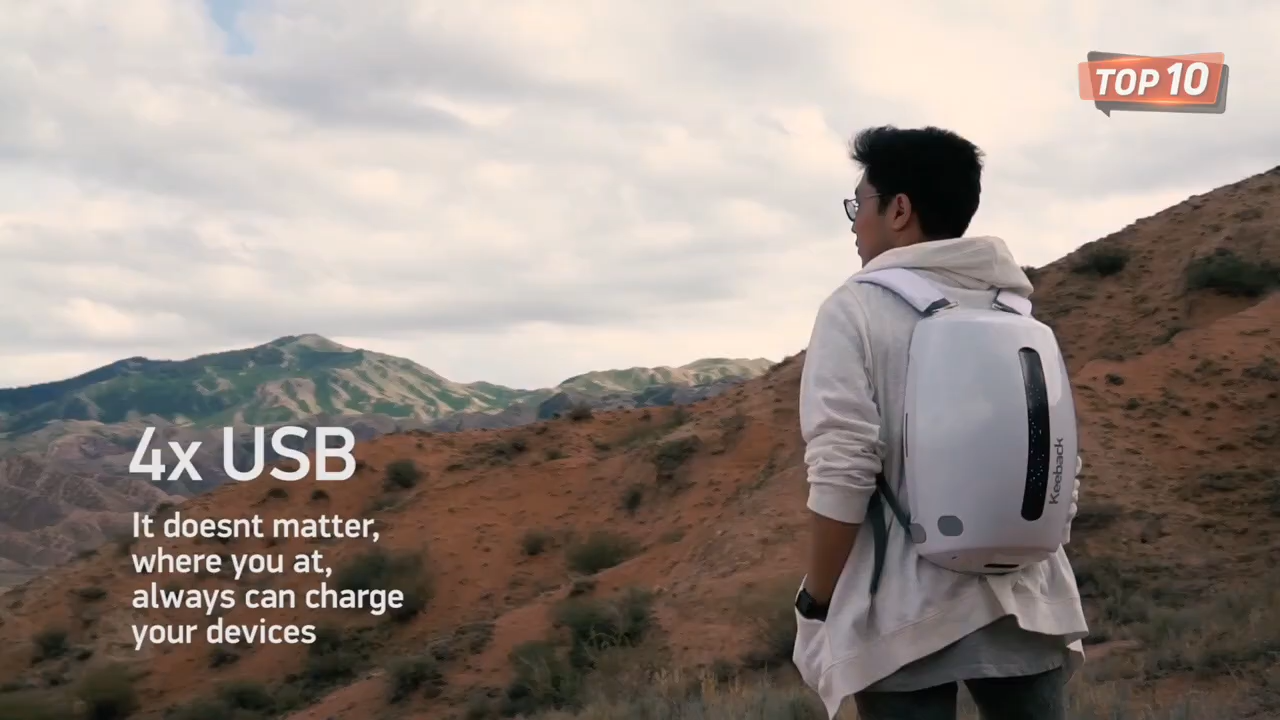 TOP 10
4x USB
It doesnt matter,
where you at,
always can charge
your devices
Keeback